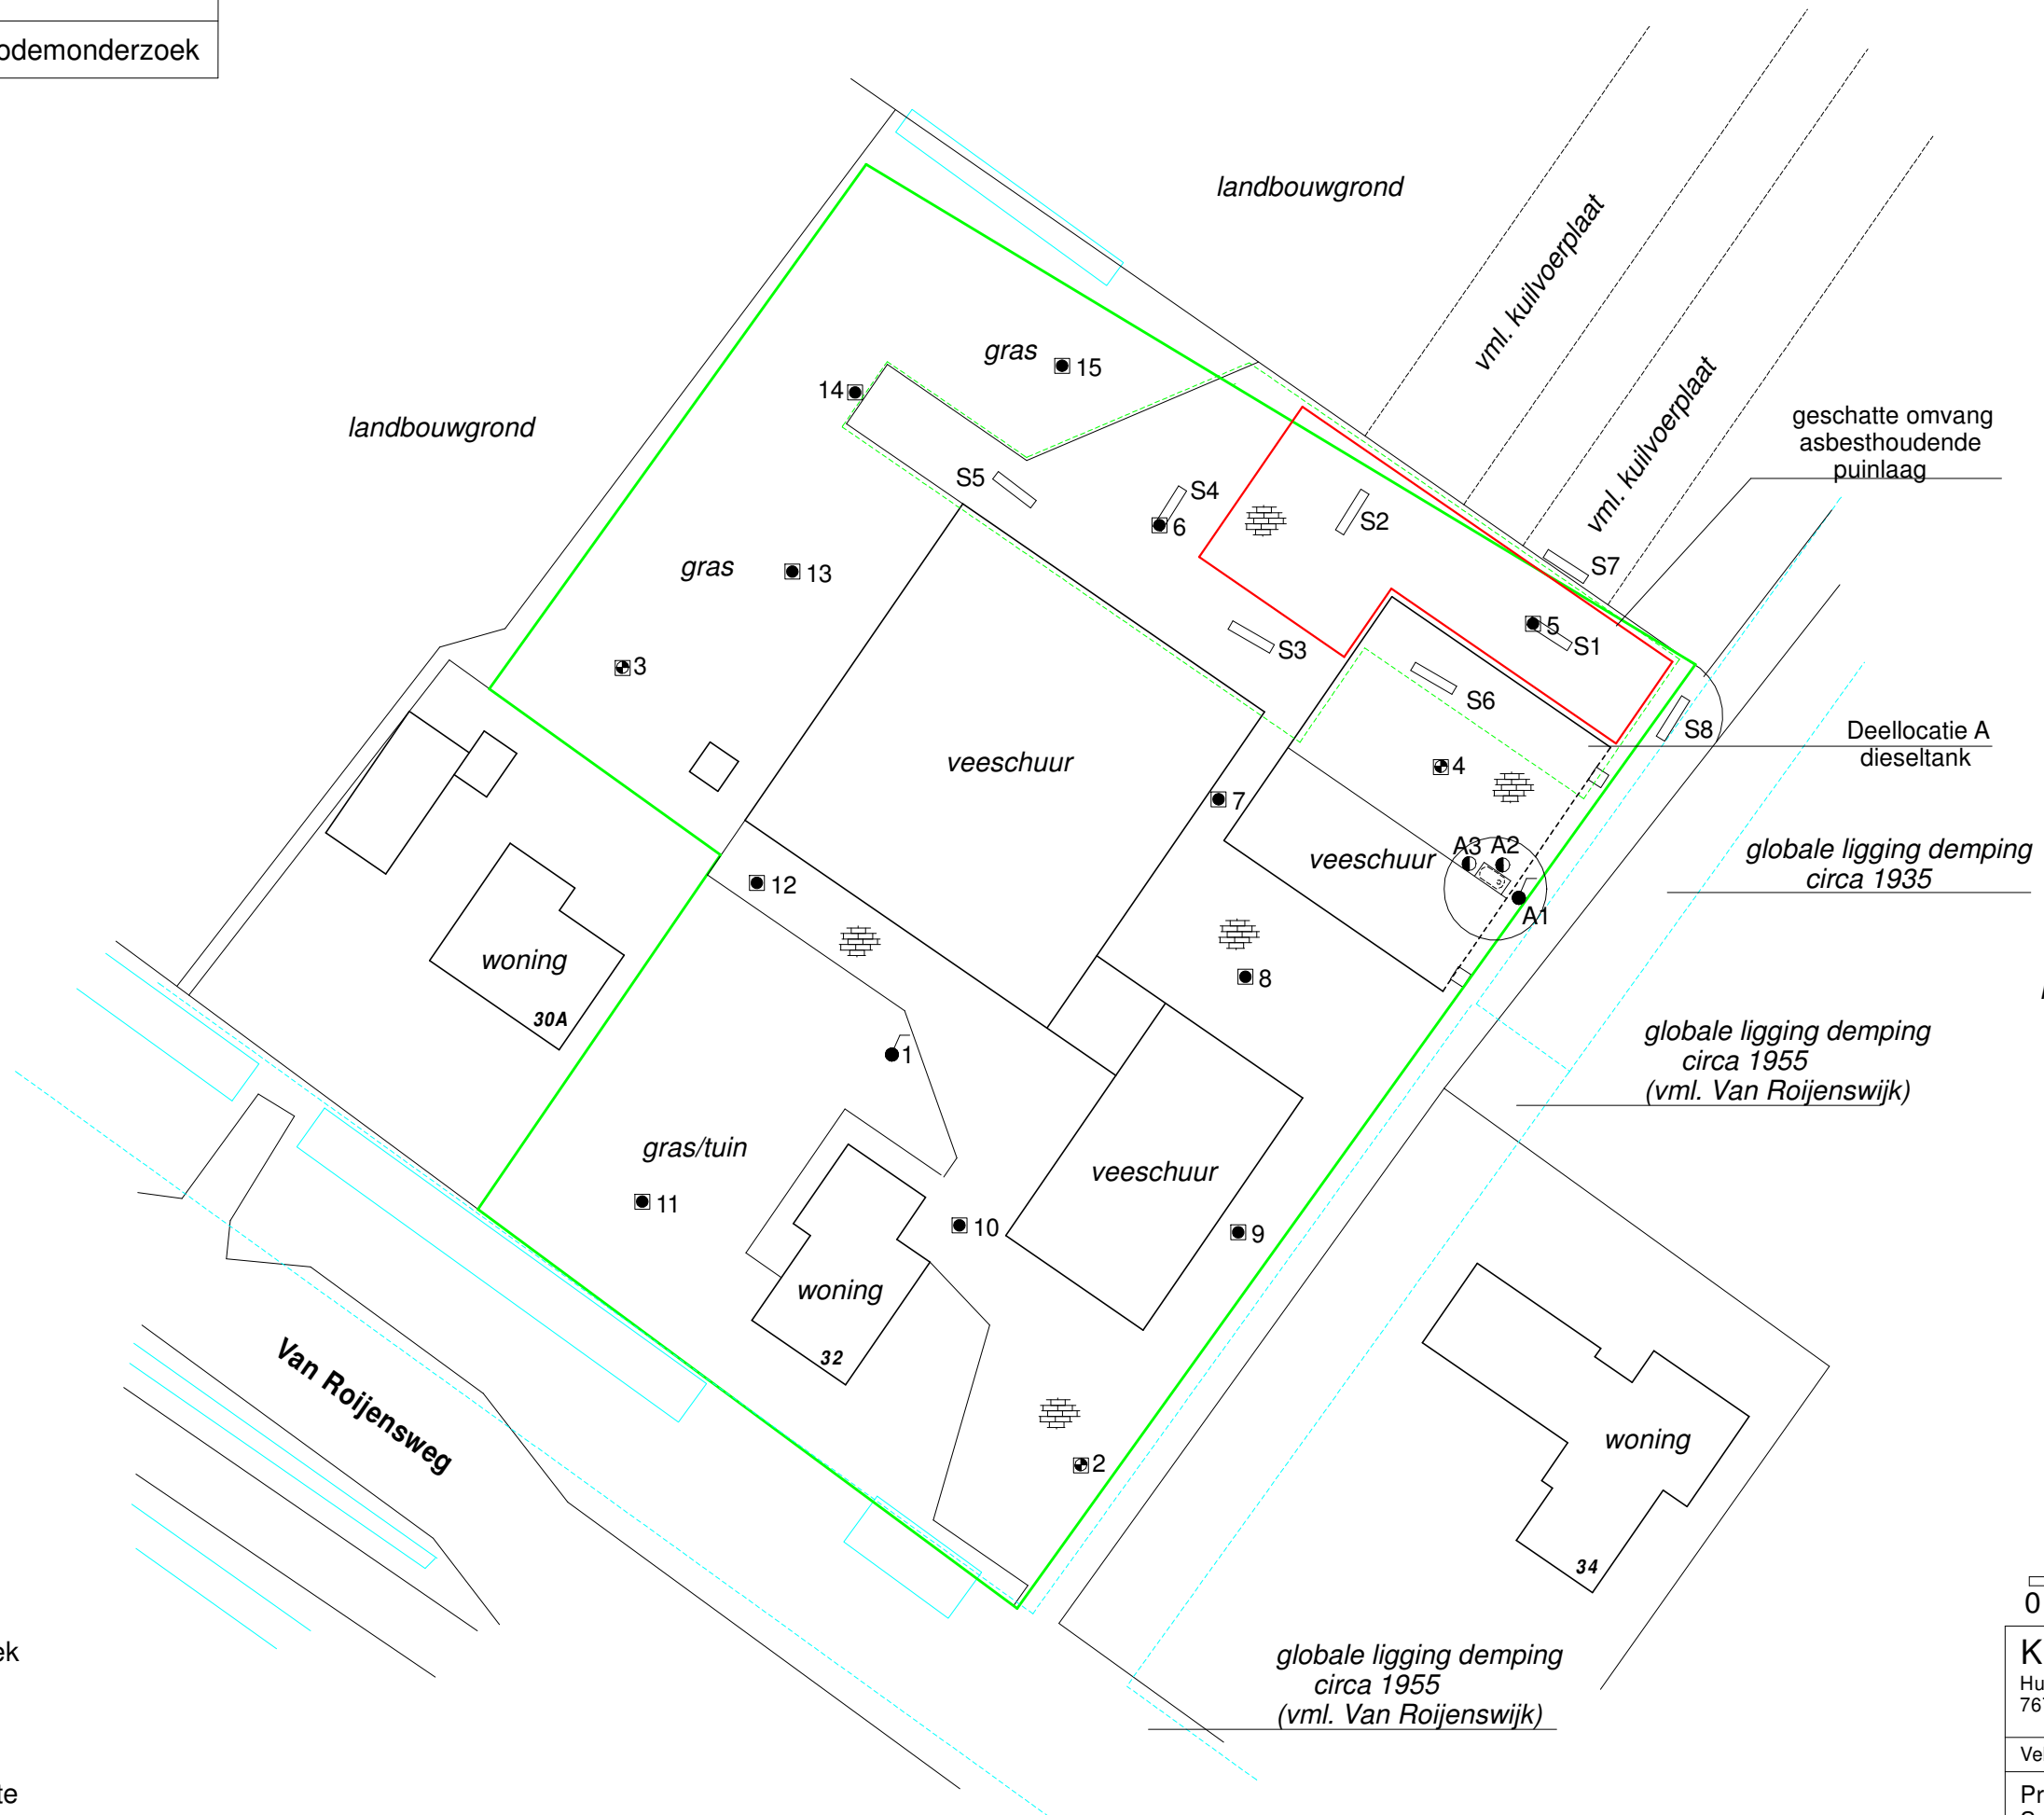 odemonderzoek
landbouwgrond
vml. kuilvoerplaat
gras
15
14
landbouwgrond
vml. kuilvoerplaat
geschatte omvang
asbesthoudende
puinlaag
S5
S4
6
S2
S7
gras
13
5
S1
S3
3
S6
S8
Deellocatie A
dieseltank
veeschuur
4
7
A3
A2
veeschuur
globale ligging demping
circa 1935
12
A1
woning
8
30A
1
globale ligging demping
circa 1955
(vml. Van Roijenswijk)
gras/tuin
veeschuur
11
10
9
woning
32
Van Roijensweg
woning
2
34
0
ek
K
Hu
76
globale ligging demping
circa 1955
(vml. Van Roijenswijk)
Ve
te
Pr